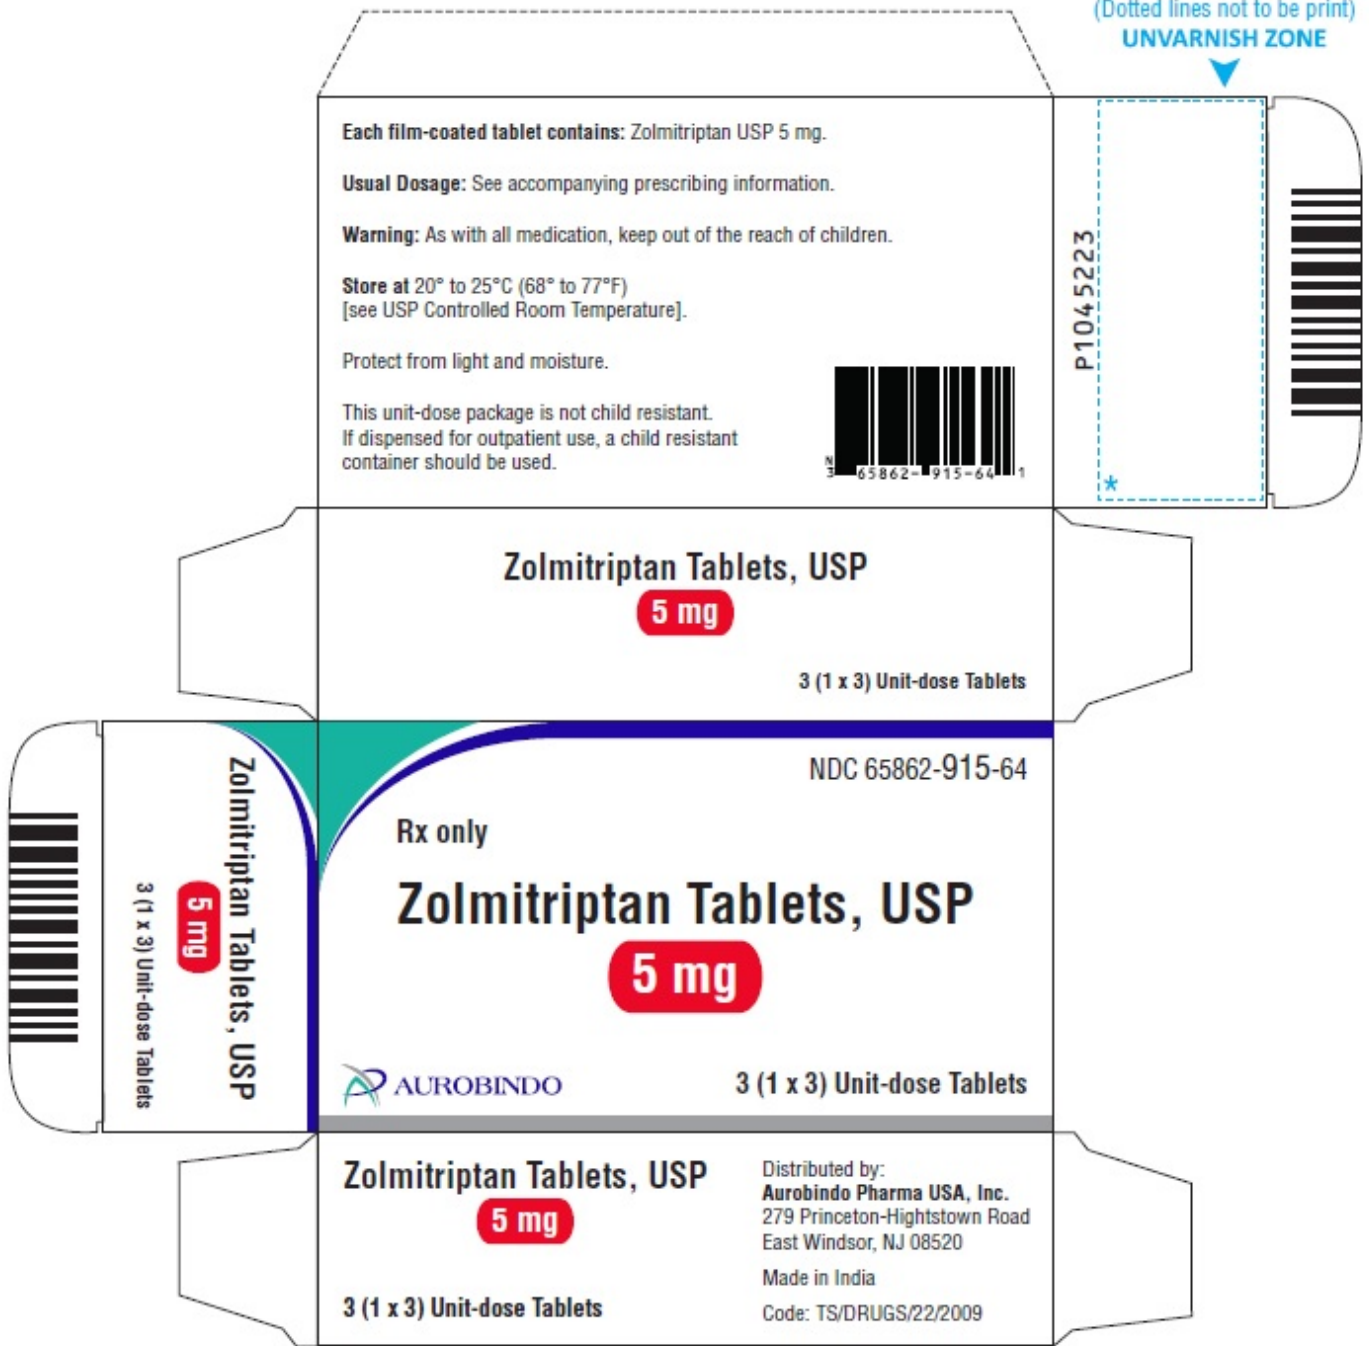 (Dotted lines not to be print)
UNVARNISH ZONE
Each film-coated tablet contains: Zolmitriptan USP 5 mg.
Usual Dosage: See accompanying prescribing information.
Warning: As with all medication, keep out of the reach of children.
Store at 20° to 25°C (68° to 77°F)
[see USP Controlled Room Temperature].
Protect from light and moisture.
This unit-dose package is not child resistant.
If dispensed for outpatient use, a child resistant
container should be used.
N
3 65862-915-64 1
P1045223
*
Zolmitriptan Tablets, USP
5 mg
3 (1 x 3) Unit-dose Tablets
Zolmitriptan Tablets, USP
5 mg
3 (1 x 3) Unit-dose Tablets
NDC 65862-915-64
Rx only
Zolmitriptan Tablets, USP
5 mg
AUROBINDO
3 (1 x 3) Unit-dose Tablets
Zolmitriptan Tablets, USP
5 mg
3 (1 x 3) Unit-dose Tablets
Distributed by:
Aurobindo Pharma USA, Inc.
279 Princeton-Hightstown Road
East Windsor, NJ 08520
Made in India
Code: TS/DRUGS/22/2009